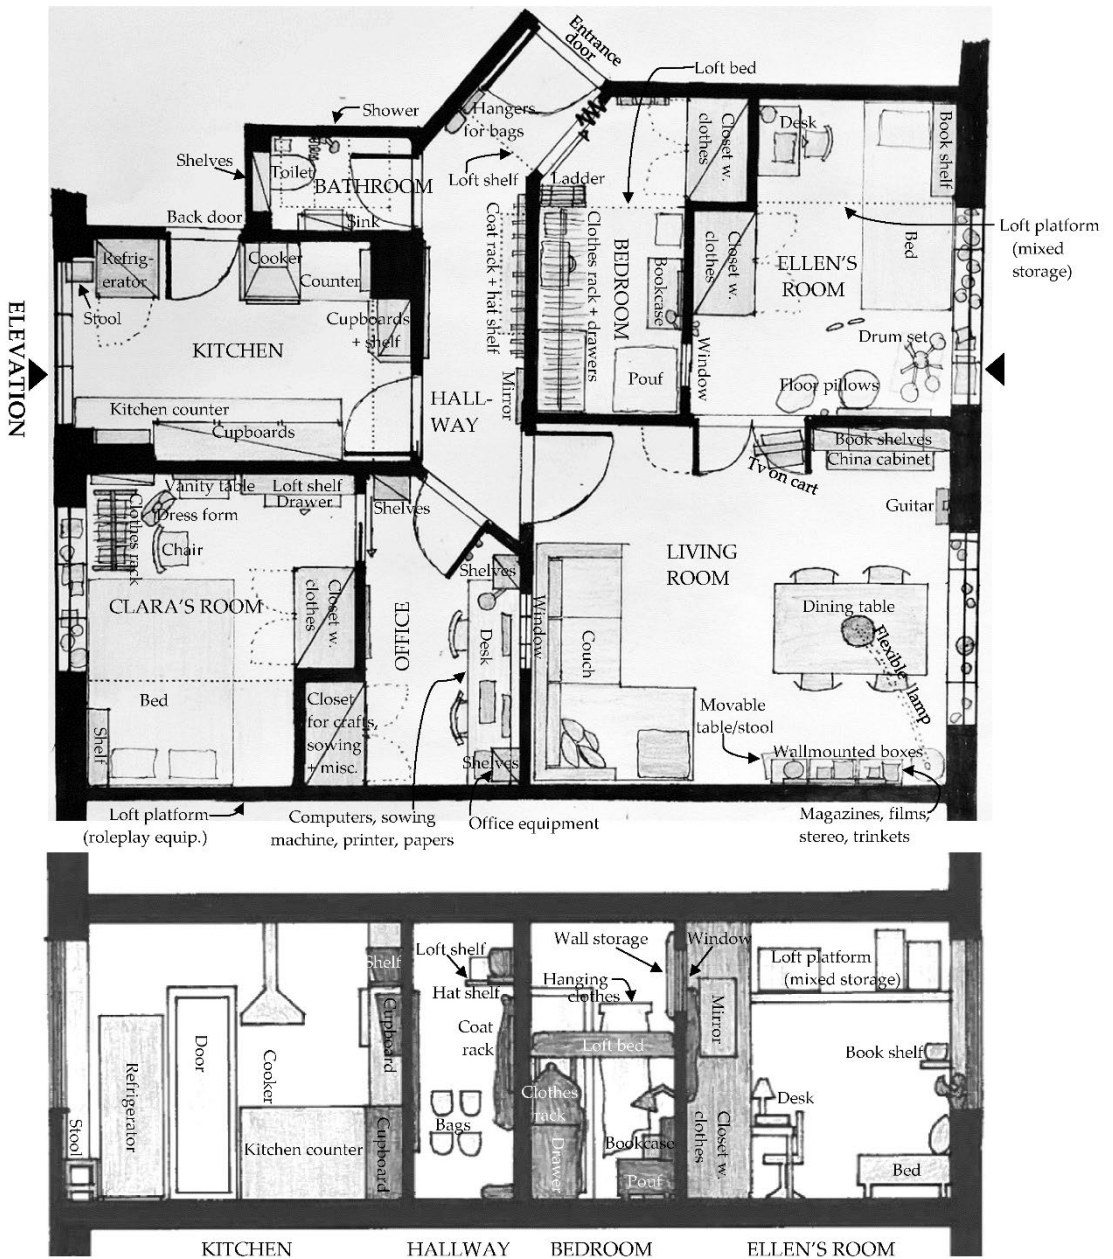 Entrance
door
Loft bed
Shower
Hangers
for bags
Closet w.
clothes
Desk
Book shelf
Shelves
Toilet
BATHROOM
Loft shelf
Ladder
Sink
Back door
Coat rack + hat shelf
Clothes rack + drawers
BEDROOM
Closet w.
clothes
Bed
Loft platform
(mixed
storage)
ELLEN'S
ROOM
Refrig-
erator
Cooker
Counter
Bookcase
ELEVATION
Stool
Cupboards
+ shelf
KITCHEN
Window
Drum set
Pouf
Floor pillows
Mirror
HALL-
WAY
Kitchen counter
Cupboards
Book shelves
China cabinet
Tv on cart
Vanity table
Loft shelf
Drawer
Shelves
Guitar
Clothes rack
Dress form
Chair
LIVING
ROOM
Shelves
CLARA'S ROOM
Closet w.
clothes
OFFICE
Desk
Window
Couch
Dining table
Flexible lamp
Bed
Closet
for crafts,
sowing
+ misc.
Movable
table/stool
Shelf
Shelves
Wallmounted boxes
Loft platform
(roleplay equip.)
Computers, sowing
machine, printer, papers
Office equipment
Magazines, films,
stereo, trinkets
Shelf
Loft shelf
Hat shelf
Wall storage
Window
Hanging
clothes
Loft platform
(mixed storage)
Mirror
Coat
rack
Cupboard
Door
Cooker
Refrigerator
Loft bed
Book shelf
Clothes
rack
Desk
Bags
Stool
Kitchen counter
Cupboard
Drawer
Bookcase
Pouf
Closet w.
clothes
Bed
KITCHEN
HALLWAY
BEDROOM
ELLEN'S ROOM